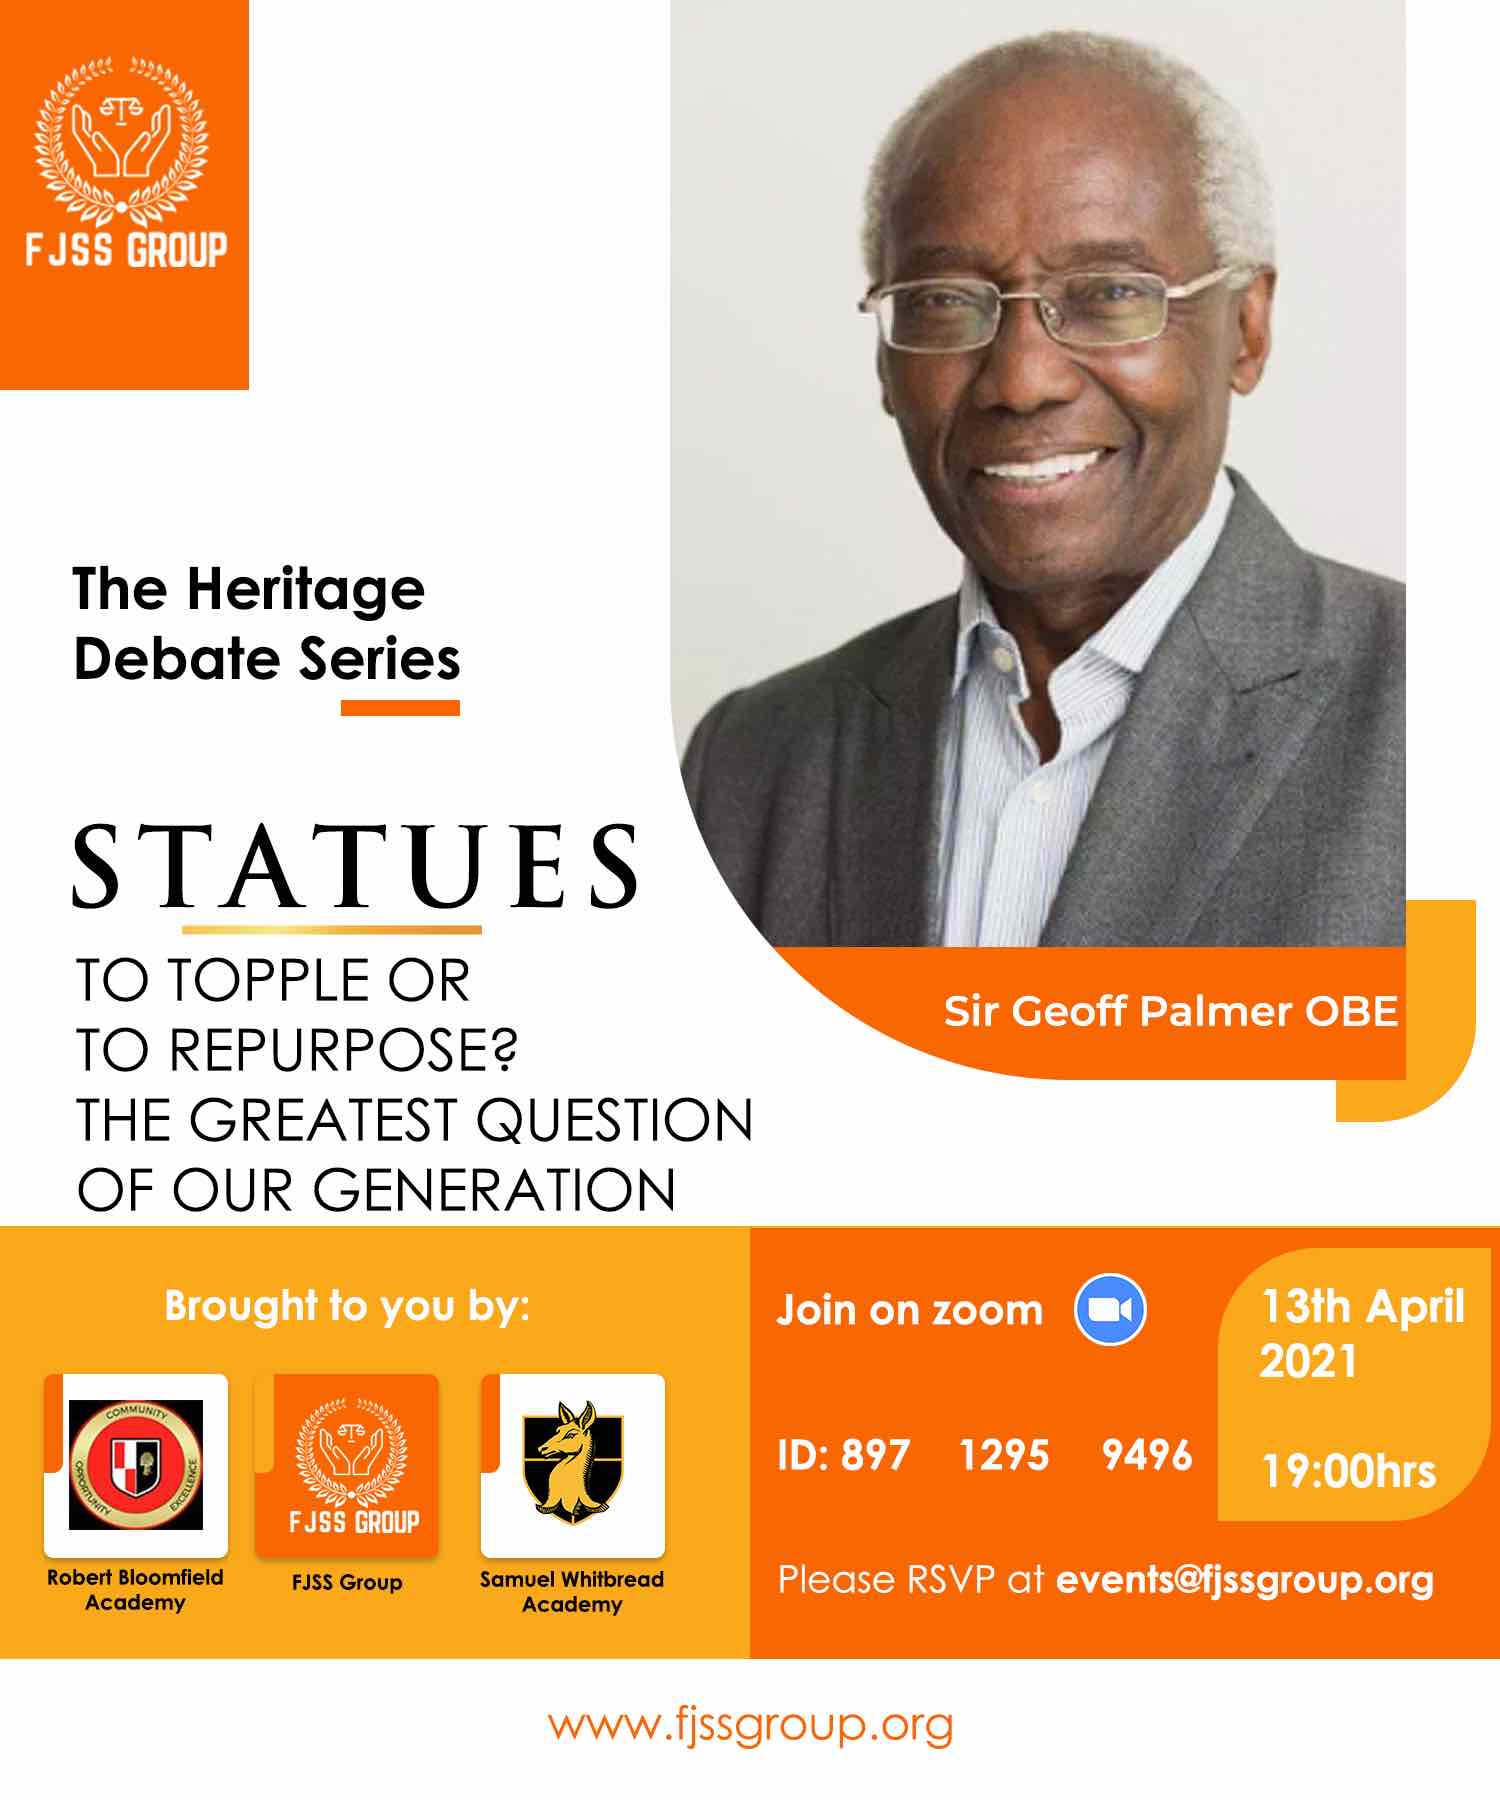 FJSS GROUP
The Heritage
Debate Series
STATUES
TO TOPPLE OR
TO REPURPOSE?
THE GREATEST QUESTION
OF OUR GENERATION
Sir Geoff Palmer OBE
Brought to you by:
COMMUNITY
OPPORTUNITY
EXCELLENCE
Robert Bloomfield
Academy
FJSS GROUP
FJSS Group
Samuel Whitbread
Academy
Join on zoom
ID: 897 1295 9496
13th April
2021
19:00hrs
Please RSVP at events@fjssgroup.org
www.fjssgroup.org